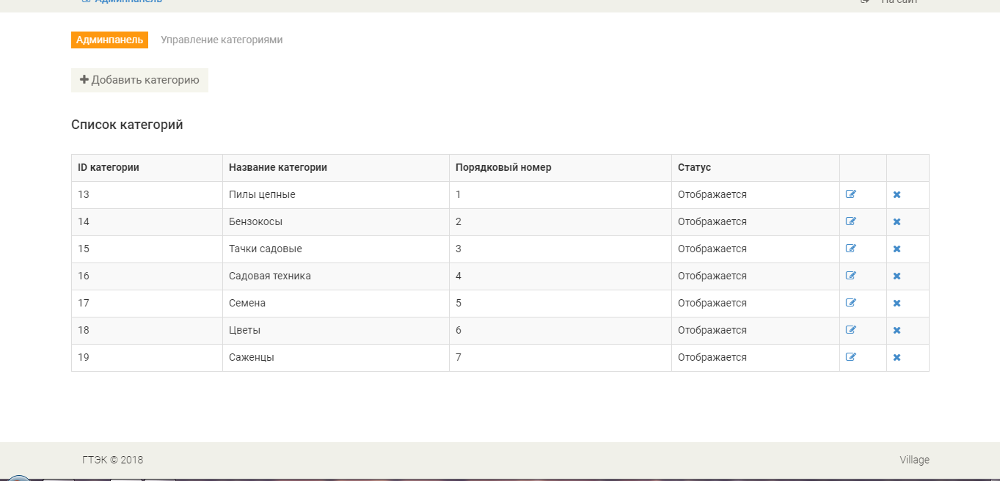 Админпанель На сайт
Админпанель Управление категориями
Добавить категорию
Список категорий
ID категории Название категории Порядковый номер Статус
13 Пилы цепные 1 Отображается
14 Бензокосы 2 Отображается
15 Тачки садовые 3 Отображается
16 Садовая техника 4 Отображается
17 Семена 5 Отображается
18 Цветы 6 Отображается
19 Саженцы 7 Отображается
ГТЭК © 2018 Village